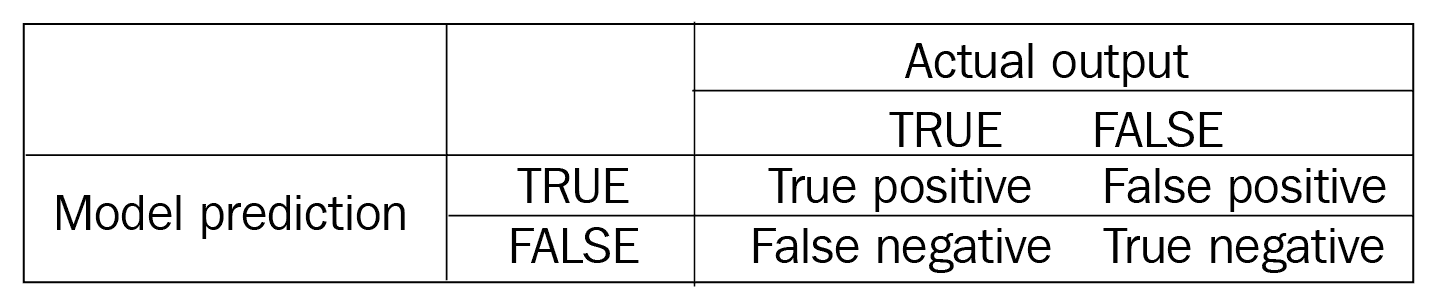 Actual output
TRUE FALSE
TRUE True positive False positive
Model prediction
FALSE False negative True negative